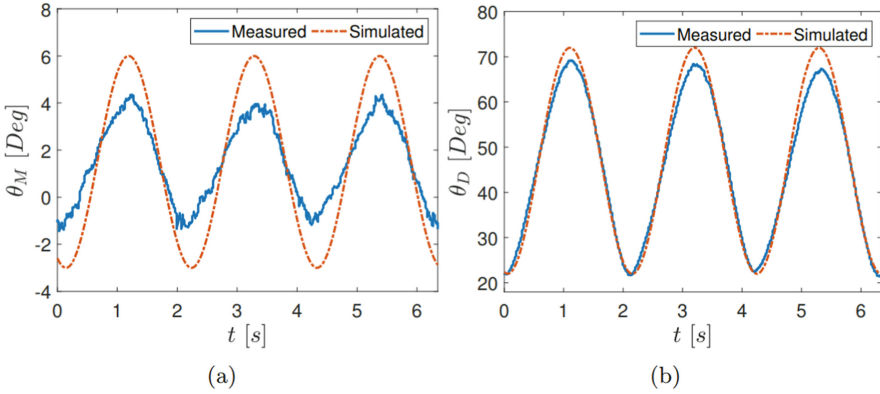 Measured Simulated
8
6
4
2
0
-2
-4
θ_M [Deg]
0 1 2 3 4 5 6
t [s]
(a)
Measured Simulated
80
70
60
50
40
30
20
θ_D [Deg]
0 1 2 3 4 5 6
t [s]
(b)